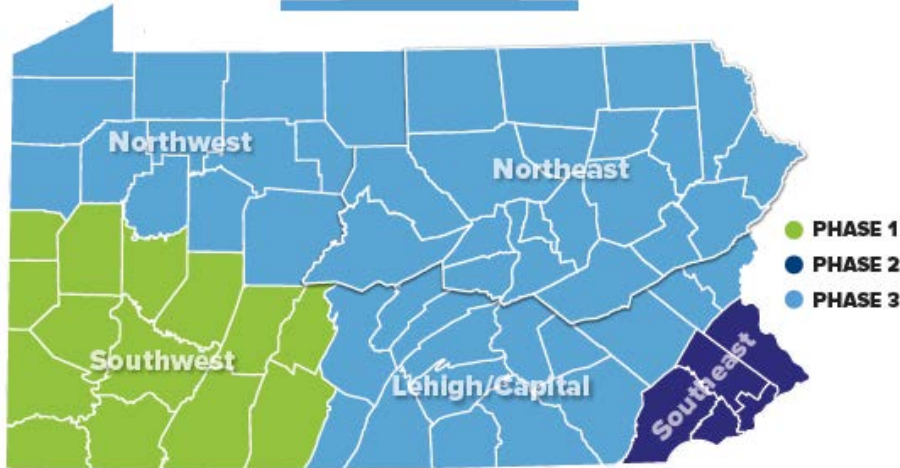 Northwest
Northeast
PHASE 1
PHASE 2
PHASE 3
Southwest
Lehigh/Capital
Southeast